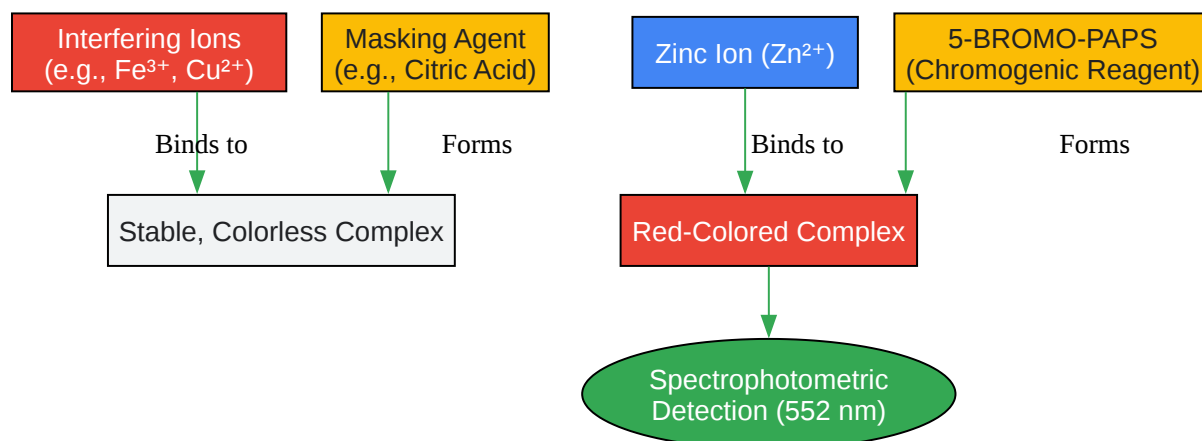 Interfering Ions
(e.g., Fe³⁺, Cu²⁺)
Masking Agent
(e.g., Citric Acid)
Zinc Ion (Zn²⁺)
5-BROMO-PAPS
(Chromogenic Reagent)
Binds to
Forms
Binds to
Forms
Stable, Colorless Complex
Red-Colored Complex
Spectrophotometric
Detection (552 nm)